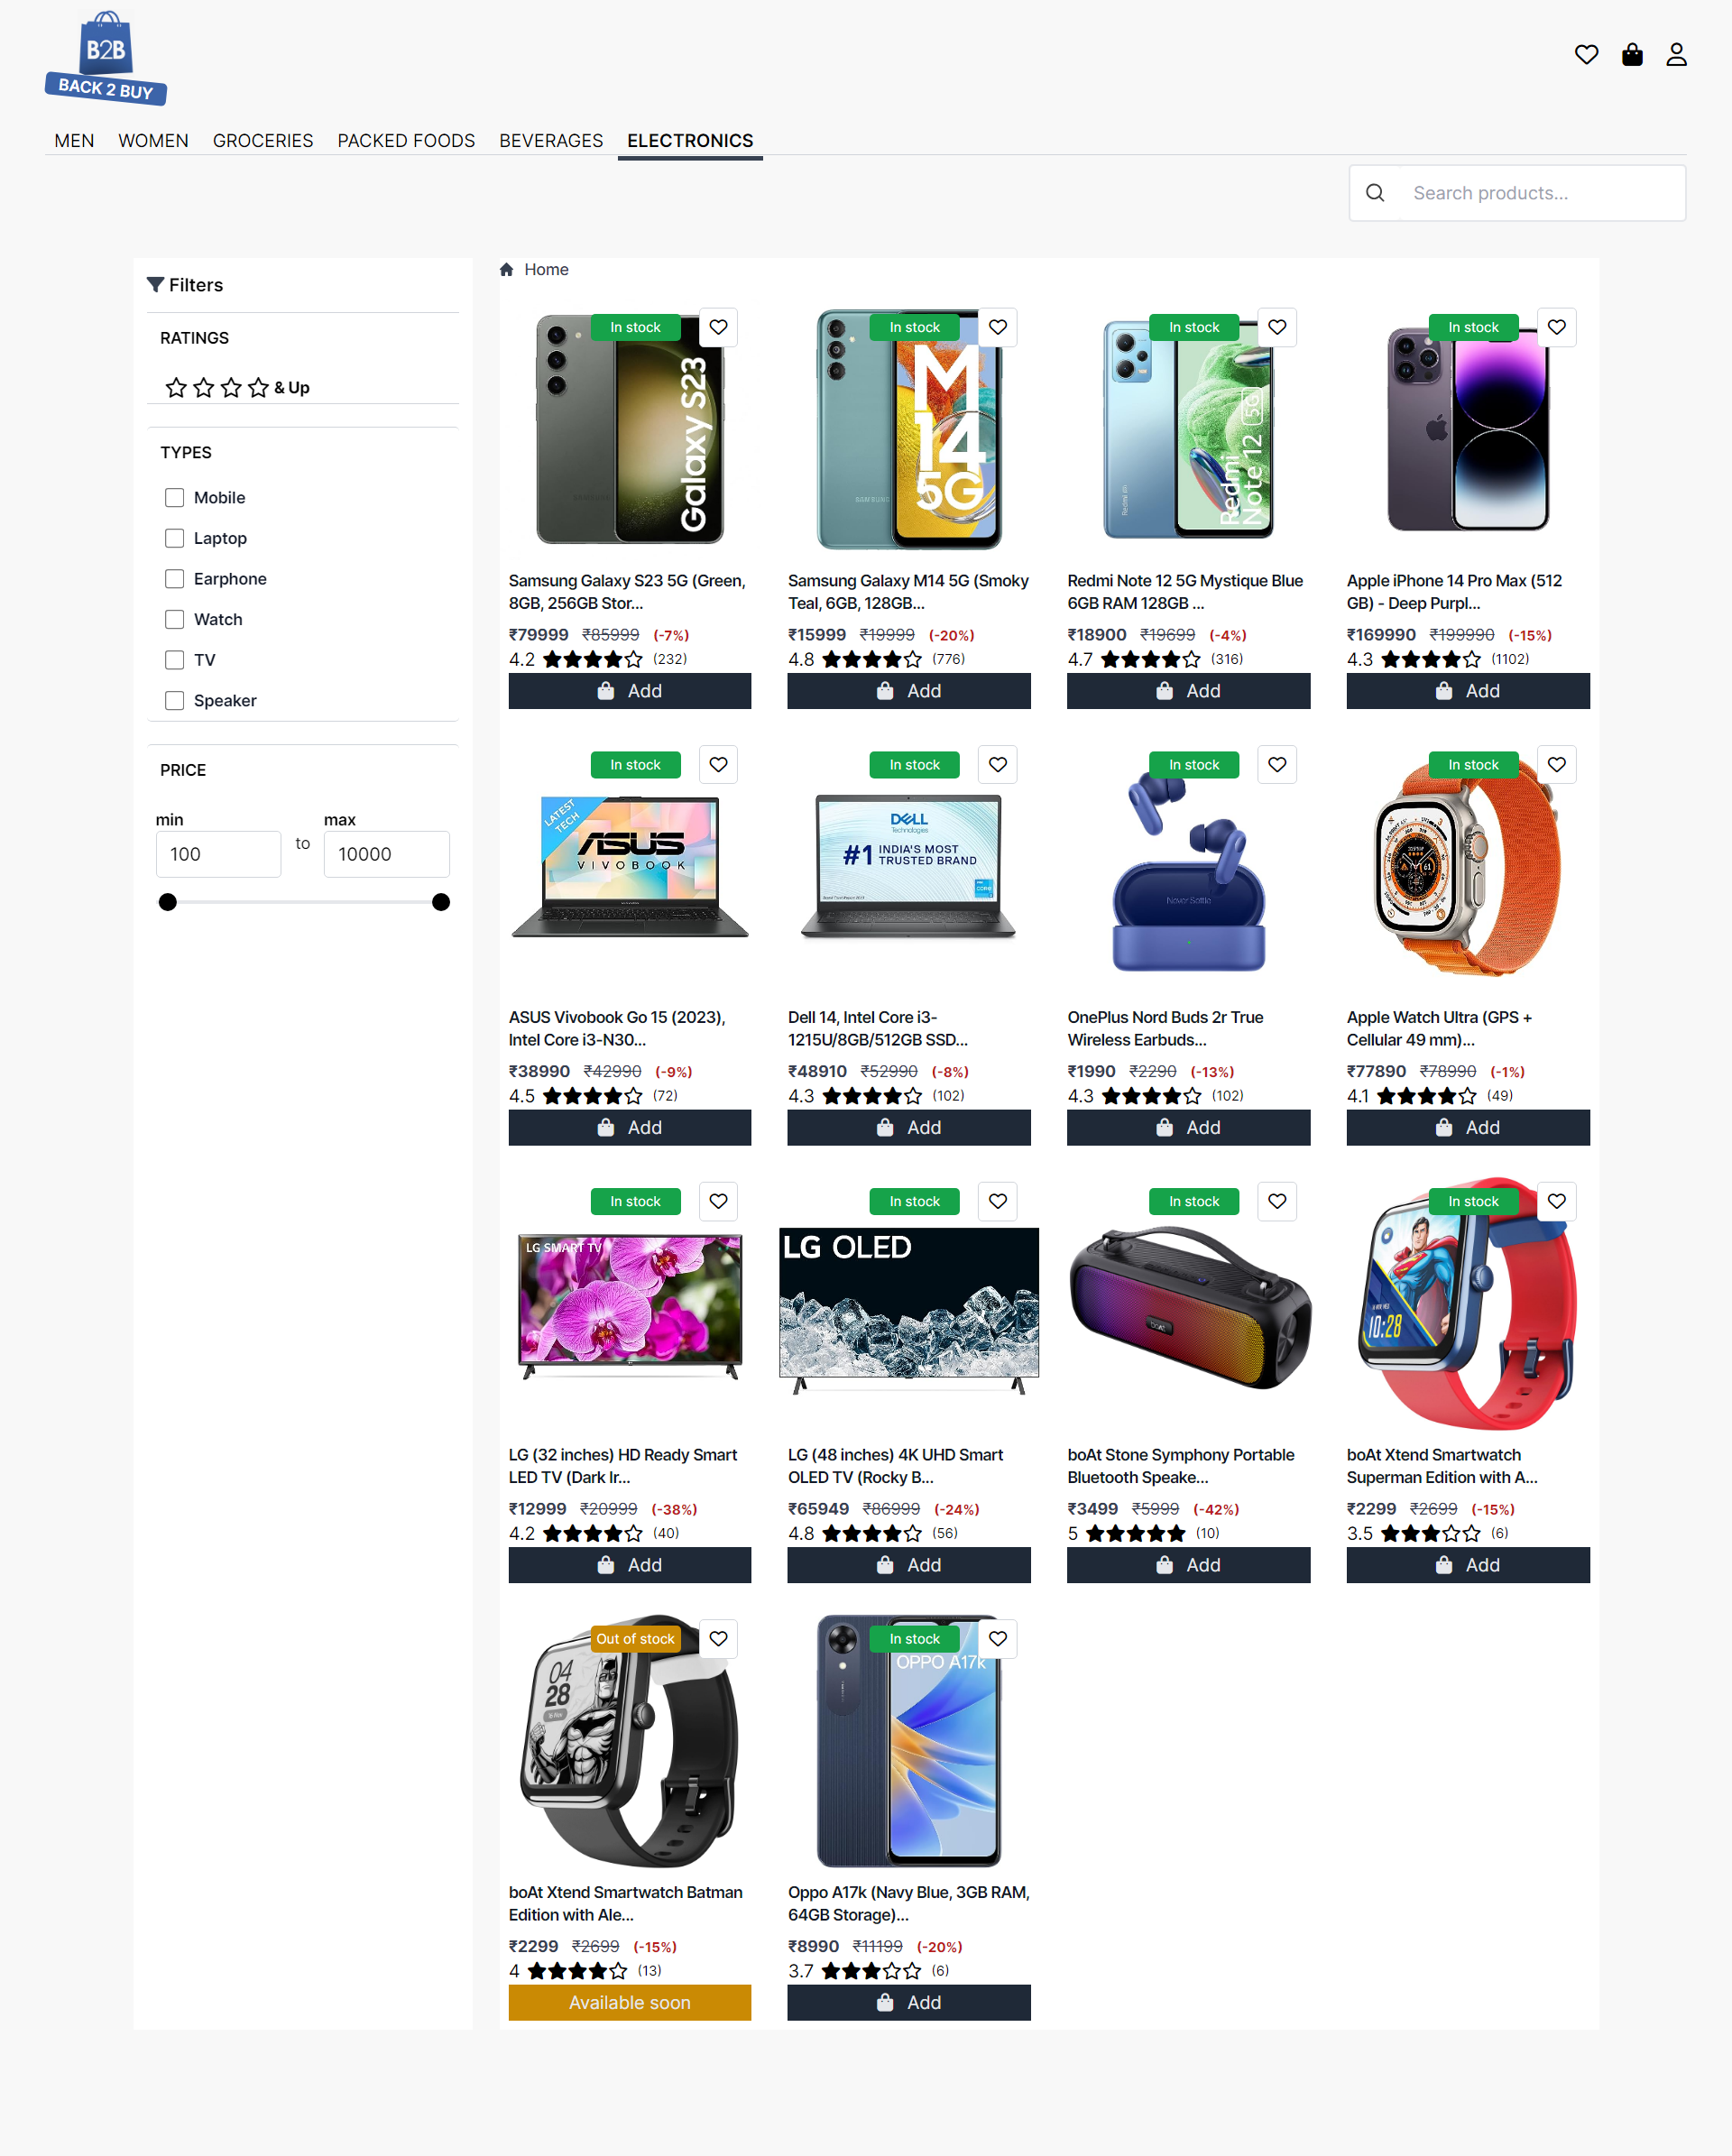 B2B
BACK 2 BUY
MEN WOMEN GROCERIES PACKED FOODS BEVERAGES ELECTRONICS
Search products...
Filters
RATINGS
& Up
TYPES
Mobile
Laptop
Earphone
Watch
TV
Speaker
PRICE
min
100
to
max
10000
Home
In stock
Galaxy S23
Samsung Galaxy S23 5G (Green,
8GB, 256GB Stor...
₹79999 ₹85999 (-7%)
4.2 (232)
Add
In stock
M
14
5G
SAMSUNG
Samsung Galaxy M14 5G (Smoky
Teal, 6GB, 128GB...
₹15999 ₹19999 (-20%)
4.8 (776)
Add
In stock
Redmi
Note 12 5G
Redmi Note 12 5G Mystique Blue
6GB RAM 128GB ...
₹18900 ₹19699 (-4%)
4.7 (316)
Add
In stock
Apple iPhone 14 Pro Max (512
GB) - Deep Purpl...
₹169990 ₹199990 (-15%)
4.3 (1102)
Add
In stock
LATEST
TECH
ASUS
VIVOBOOK
ASUS Vivobook Go 15 (2023),
Intel Core i3-N30...
₹38990 ₹42990 (-9%)
4.5 (72)
Add
In stock
DELL
Technologies
#1 INDIA'S MOST
TRUSTED BRAND
Dell 14, Intel Core i3-
1215U/8GB/512GB SSD...
₹48910 ₹52990 (-8%)
4.3 (102)
Add
In stock
Never Settle
OnePlus Nord Buds 2r True
Wireless Earbuds...
₹1990 ₹2290 (-13%)
4.3 (102)
Add
In stock
Apple Watch Ultra (GPS +
Cellular 49 mm)...
₹77890 ₹78990 (-1%)
4.1 (49)
Add
In stock
LG SMART TV
LG (32 inches) HD Ready Smart
LED TV (Dark Ir...
₹12999 ₹20999 (-38%)
4.2 (40)
Add
In stock
LG OLED
LG (48 inches) 4K UHD Smart
OLED TV (Rocky B...
₹65949 ₹86999 (-24%)
4.8 (56)
Add
In stock
boAt
boAt Stone Symphony Portable
Bluetooth Speake...
₹3499 ₹5999 (-42%)
5 (10)
Add
In stock
10:28
boAt Xtend Smartwatch
Superman Edition with A...
₹2299 ₹2699 (-15%)
3.5 (6)
Add
Out of stock
04
28
boAt Xtend Smartwatch Batman
Edition with Ale...
₹2299 ₹2699 (-15%)
4 (13)
Available soon
In stock
OPPO A17k
Oppo A17k (Navy Blue, 3GB RAM,
64GB Storage)...
₹8990 ₹11199 (-20%)
3.7 (6)
Add